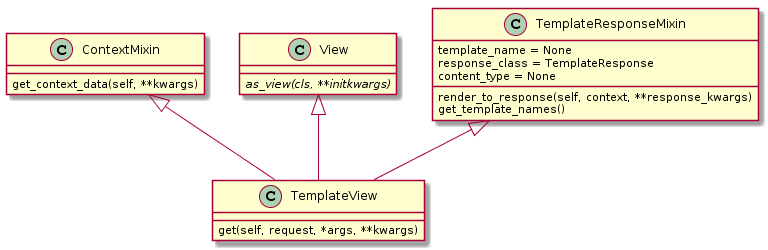 C ContextMixin
get_context_data(self, **kwargs)
C View
as_view(cls, **initkwargs)
C TemplateResponseMixin
template_name = None
response_class = TemplateResponse
content_type = None
render_to_response(self, context, **response_kwargs)
get_template_names()
C TemplateView
get(self, request, *args, **kwargs)